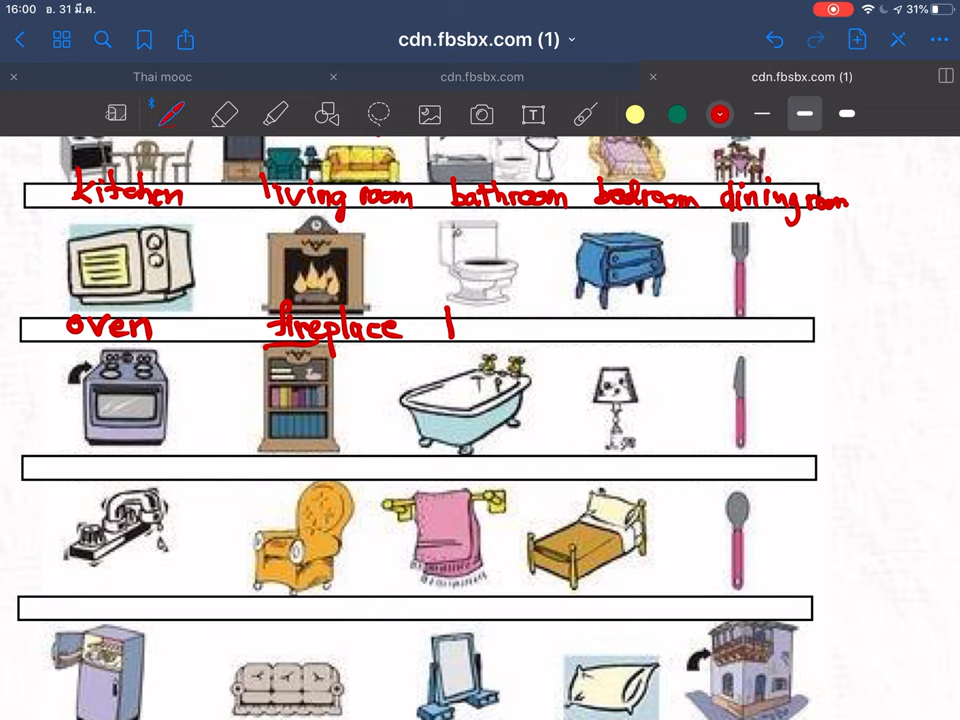 16:00 อ. 31 มี.ค. 31%
cdn.fbsbx.com (1)
Thai mooc cdn.fbsbx.com cdn.fbsbx.com (1)
kitchen living room bathroom bedroom dining room
oven fireplace